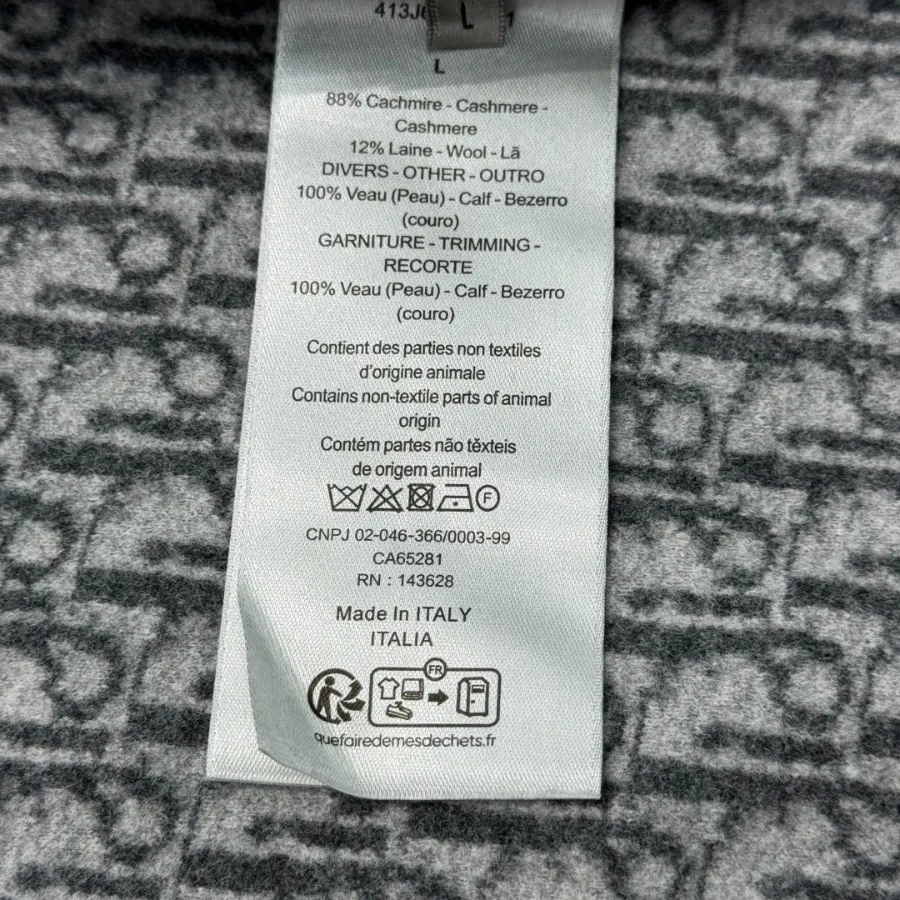 413J
L
1
L
88% Cachmire - Cashmere -
Cashmere
12% Laine - Wool - Lã
DIVERS - OTHER - OUTRO
100% Veau (Peau) - Calf - Bezerro
(couro)
GARNITURE - TRIMMING -
RECORTE
100% Veau (Peau) - Calf - Bezerro
(couro)
Contient des parties non textiles
d'origine animale
Contains non-textile parts of animal
origin
Contém partes não têxteis
de origem animal
F
CNPJ 02-046-366/0003-99
CA65281
RN : 143628
Made In ITALY
ITALIA
FR
quefairedemesdechets.fr